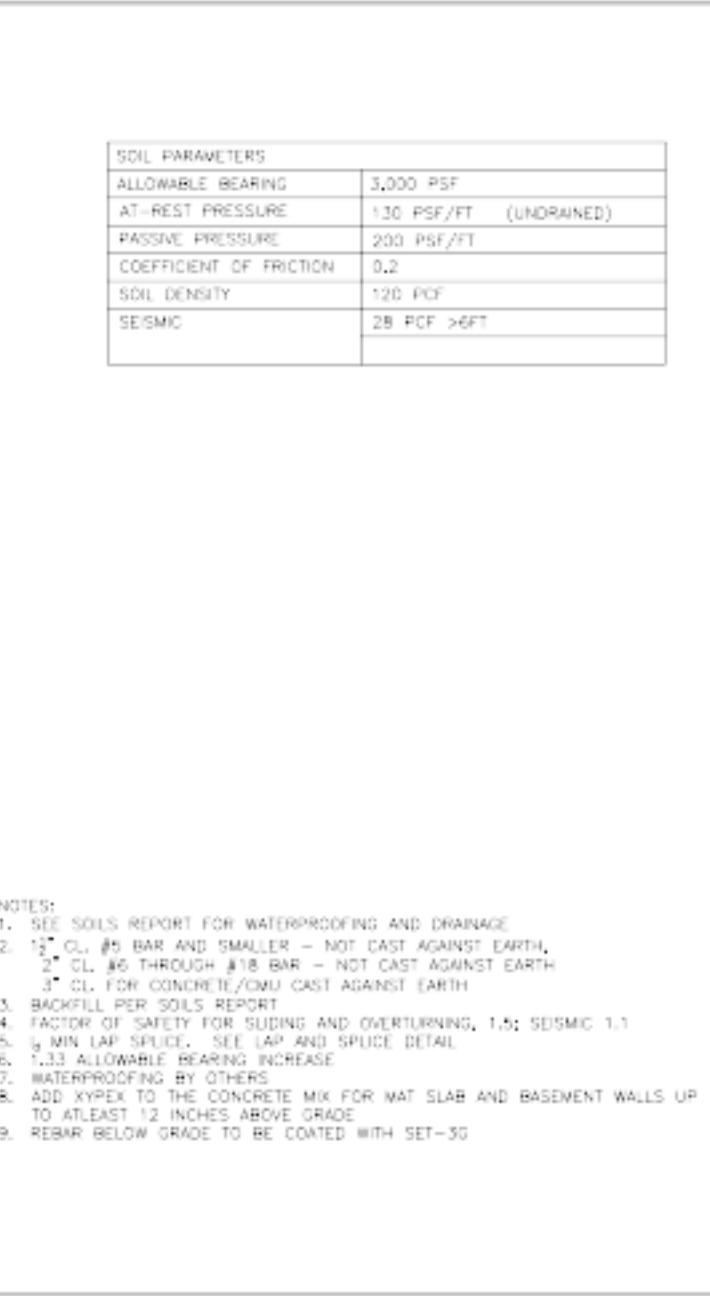 SOIL PARAMETERS
ALLOWABLE BEARING 3,000 PSF
AT-REST PRESSURE 130 PSF/FT (UNDRAINED)
PASSIVE PRESSURE 200 PSF/FT
COEFFICIENT OF FRICTION 0.2
SOIL DENSITY 120 PCF
SEISMIC 28 PCF >6FT
NOTES:
1. SEE SOILS REPORT FOR WATERPROOFING AND DRAINAGE
2. 1½" CL. #5 BAR AND SMALLER – NOT CAST AGAINST EARTH,
2" CL. #6 THROUGH #18 BAR – NOT CAST AGAINST EARTH
3" CL. FOR CONCRETE/CMU CAST AGAINST EARTH
3. BACKFILL PER SOILS REPORT
4. FACTOR OF SAFETY FOR SLIDING AND OVERTURNING, 1.5; SEISMIC 1.1
5. MIN LAP SPLICE. SEE LAP AND SPLICE DETAIL
6. 1.33 ALLOWABLE BEARING INCREASE
7. WATERPROOFING BY OTHERS
8. ADD XYPEX TO THE CONCRETE MIX FOR MAT SLAB AND BASEMENT WALLS UP
TO ATLEAST 12 INCHES ABOVE GRADE
9. REBAR BELOW GRADE TO BE COATED WITH SET-3G